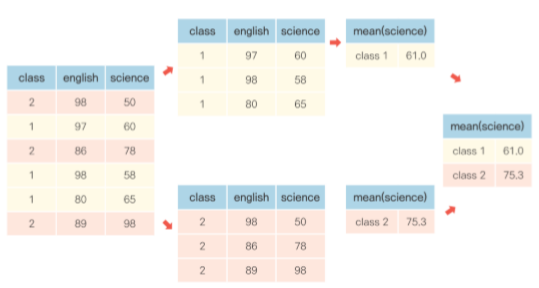 class english science
2 98 50
1 97 60
2 86 78
1 98 58
1 80 65
2 89 98
class english science
1 97 60
1 98 58
1 80 65
mean(science)
class 1 61.0
class english science
2 98 50
2 86 78
2 89 98
mean(science)
class 2 75.3
mean(science)
class 1 61.0
class 2 75.3